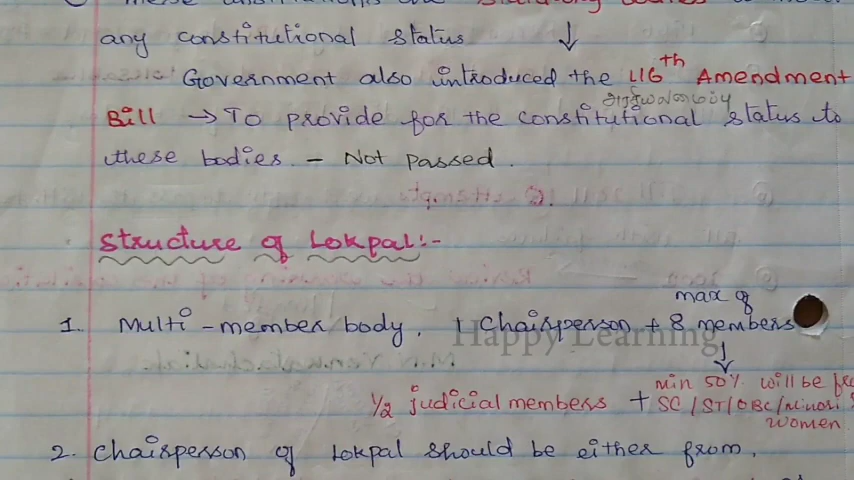 any constitutional status ↓
Government also introduced the 116th Amendment
Bill → To provide for the constitutional status to
these bodies - Not passed.
Structure of Lokpal:-
max of
1. Multi-member body. 1 Chairperson + 8 members
Happy Learning
↓
1/2 judicial members + min 50% will be
SC/ST/OBC/Minori
women
2. Chairperson of Lokpal should be either from.